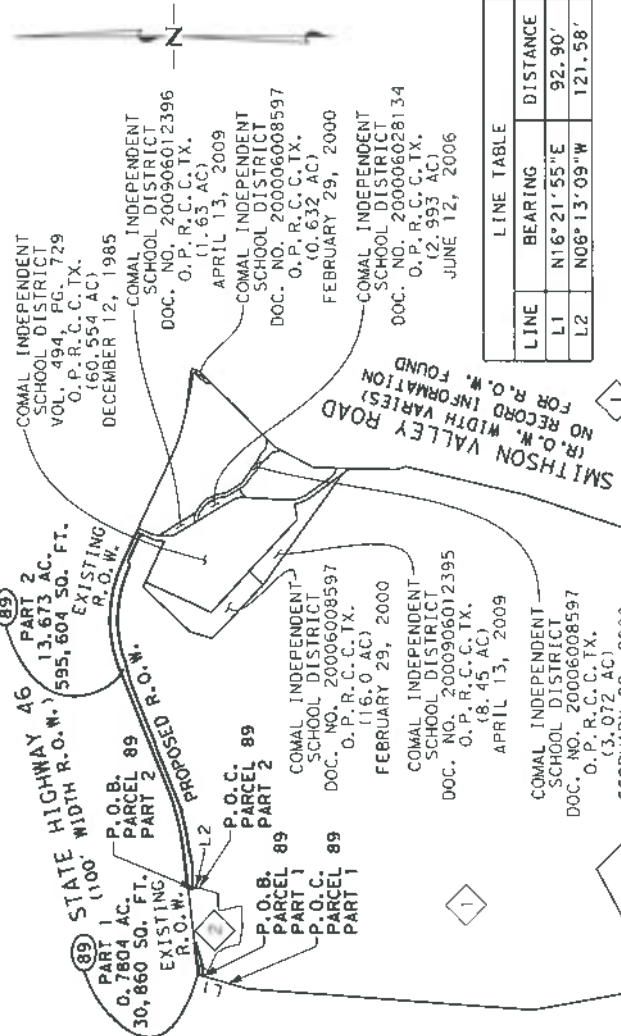 N
COMAL INDEPENDENT
SCHOOL DISTRICT
VOL. 494, PG. 729
O.P.R.C.C.TX.
(60.554 AC)
DECEMBER 12, 1985
COMAL INDEPENDENT
SCHOOL DISTRICT
DOC. NO. 200906012396
O.P.R.C.C.TX.
(1.63 AC)
APRIL 13, 2009
COMAL INDEPENDENT
SCHOOL DISTRICT
DOC. NO. 200006008597
O.P.R.C.C.TX.
(0.632 AC)
FEBRUARY 29, 2000
COMAL INDEPENDENT
SCHOOL DISTRICT
DOC. NO. 200006028134
O.P.R.C.C.TX.
(2.993 AC)
JUNE 12, 2006
89
PART 2
13.673 AC.
595,604 SQ. FT.
EXISTING
R.O.W.
STATE HIGHWAY 46
(100' WIDTH R.O.W.)
89
PART 1
0.7804 AC.
30,860 SQ. FT.
EXISTING
R.O.W.
PROPOSED R.O.W.
P.O.B.
PARCEL 89
PART 2
L2
P.O.C.
PARCEL 89
PART 2
2
P.O.B.
PARCEL 89
PART 1
P.O.C.
PARCEL 89
PART 1
L1
COMAL INDEPENDENT
SCHOOL DISTRICT
DOC. NO. 20006008597
O.P.R.C.C.TX.
(16.0 AC)
FEBRUARY 29, 2000
COMAL INDEPENDENT
SCHOOL DISTRICT
DOC. NO. 2000906012395
O.P.R.C.C.TX.
(8.45 AC)
APRIL 13, 2009
COMAL INDEPENDENT
SCHOOL DISTRICT
DOC. NO. 20006008597
O.P.R.C.C.TX.
(3.072 AC)
SMITHSON VALLEY ROAD
(R.O.W. WIDTH VARIES)
NO RECORD INFORMATION
FOR R.O.W. FOUND
1
1
LINE TABLE
LINE BEARING DISTANCE
L1 N16°21'55"E 92.90'
L2 N06°13'09"W 121.58'